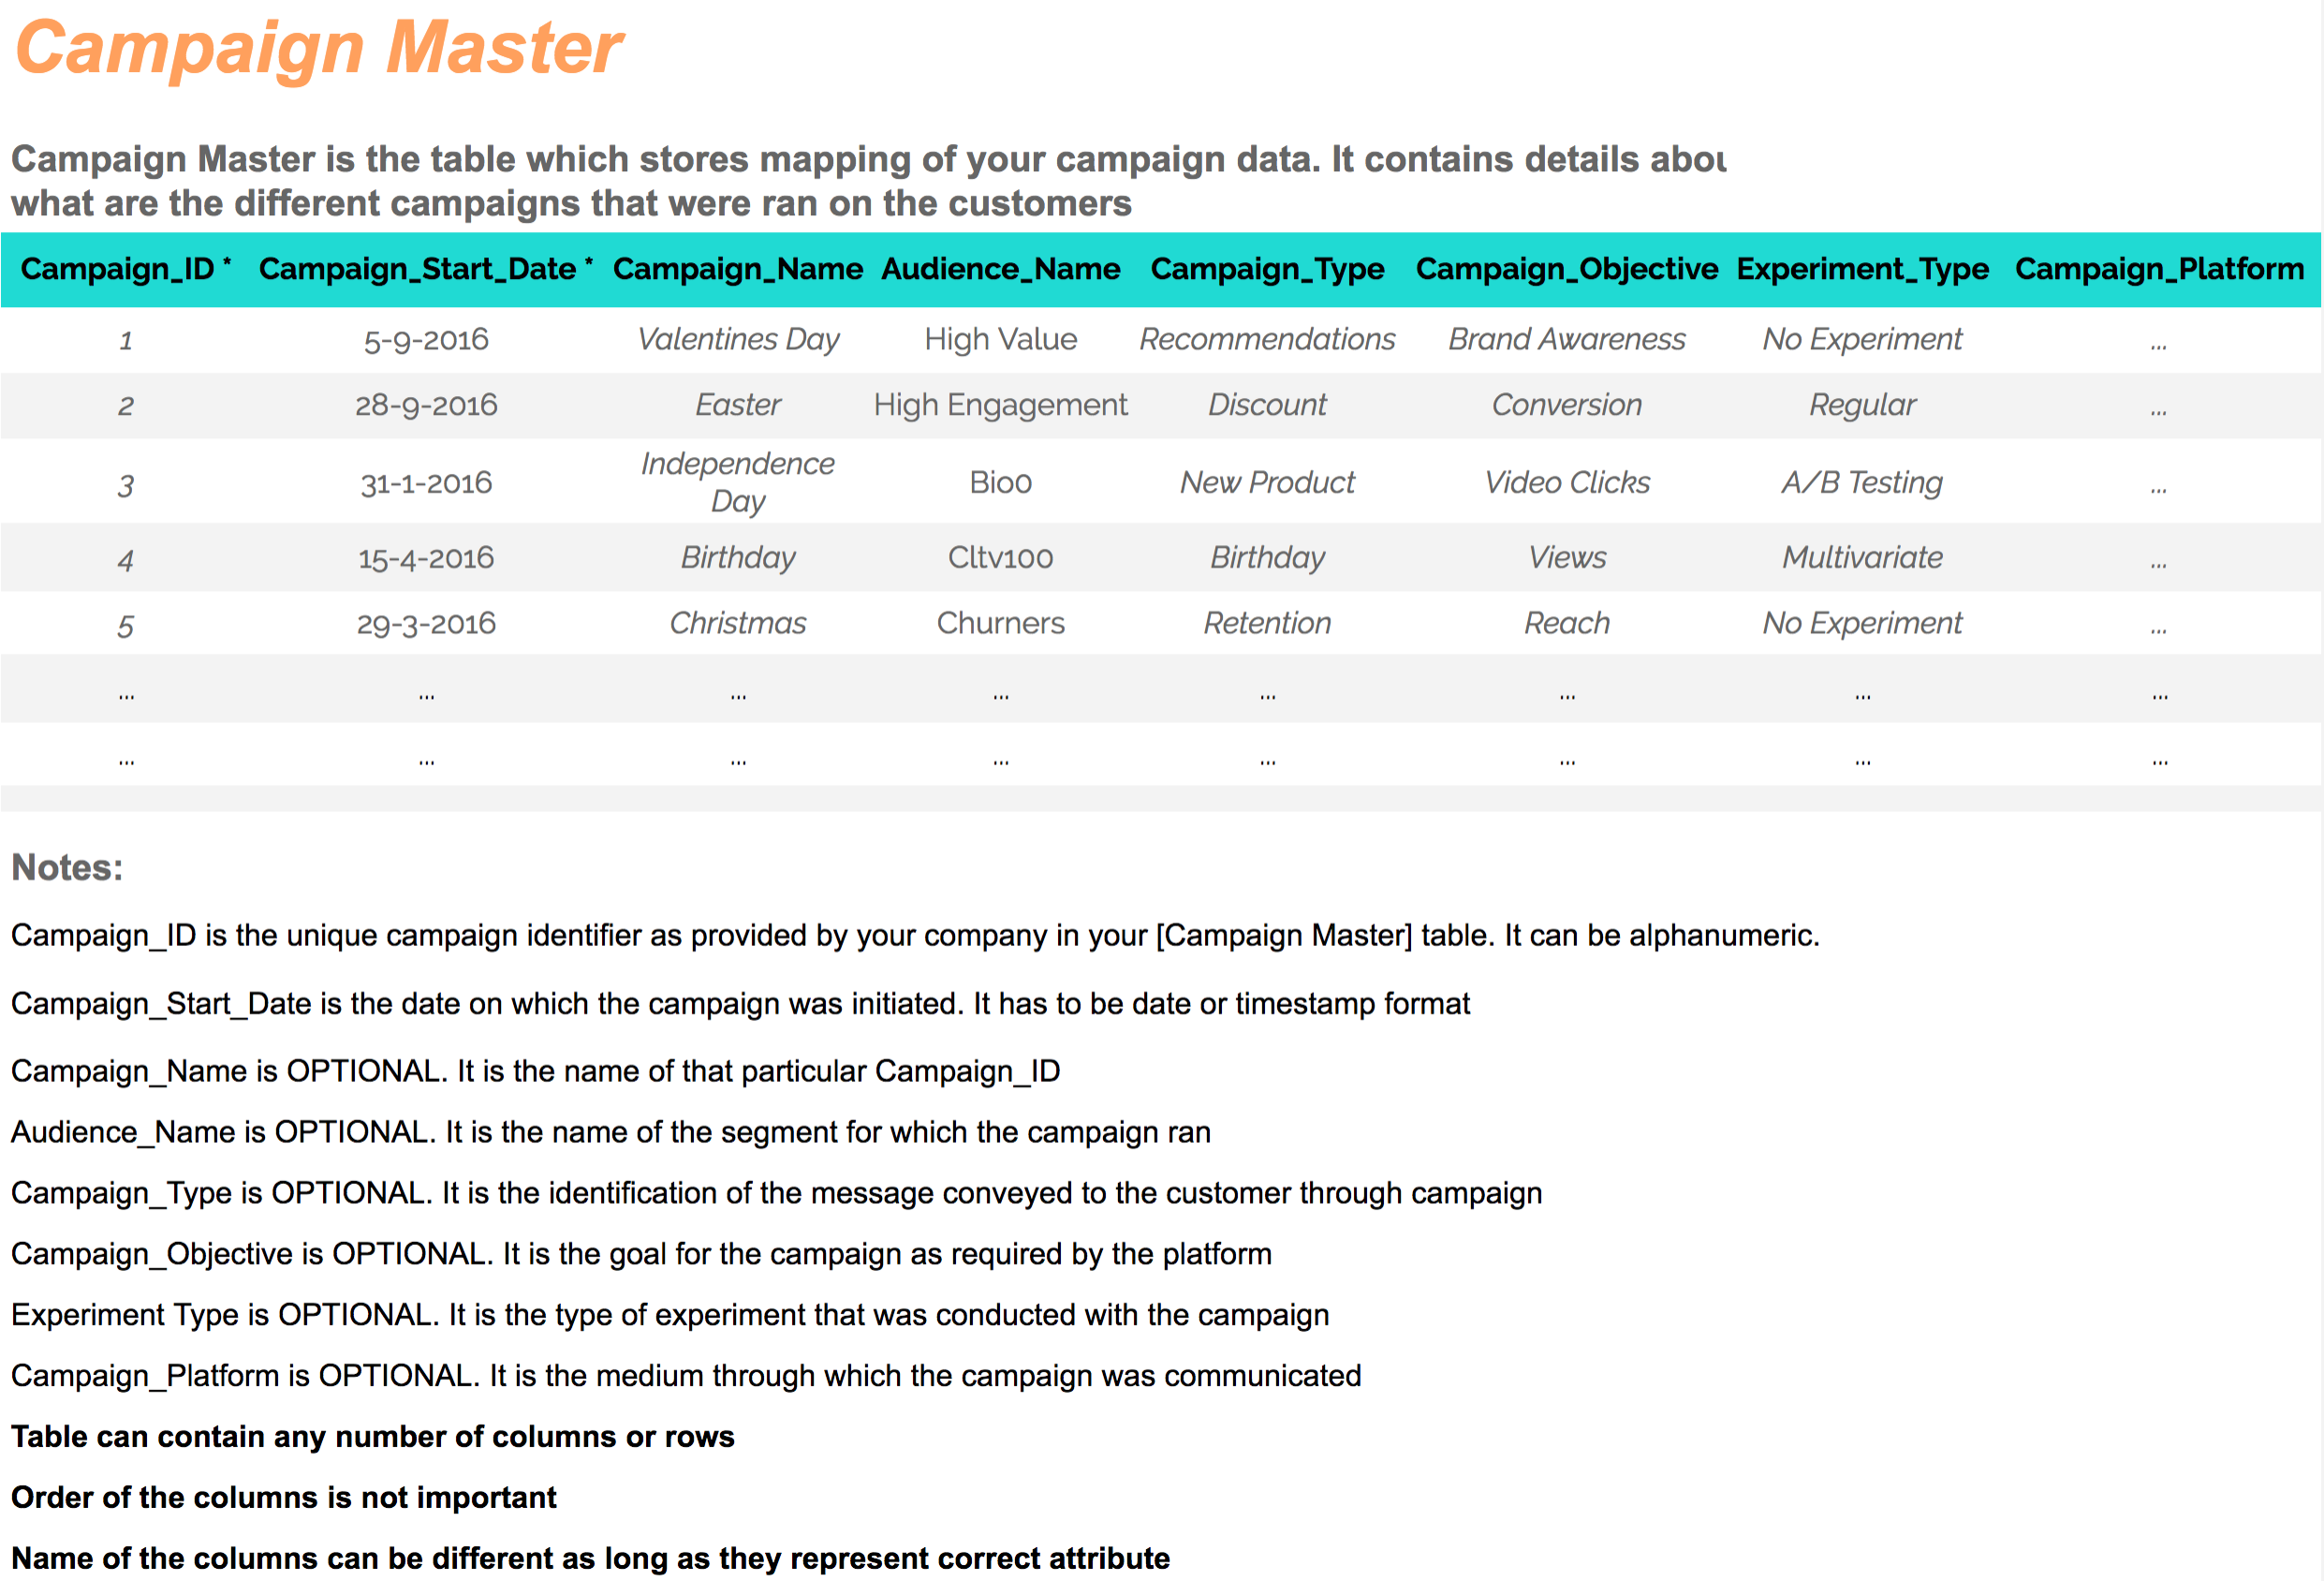 Campaign Master
Campaign Master is the table which stores mapping of your campaign data. It contains details
what are the different campaigns that were ran on the customers
Campaign_ID * Campaign_Start_Date * Campaign_Name Audience_Name Campaign_Type Campaign_Objective Experiment_Type Campaign_Platform
1 5-9-2016 Valentines Day High Value Recommendations Brand Awareness No Experiment ...
2 28-9-2016 Easter High Engagement Discount Conversion Regular ...
3 31-1-2016 Independence Day Bio0 New Product Video Clicks A/B Testing ...
4 15-4-2016 Birthday Cltv100 Birthday Views Multivariate ...
5 29-3-2016 Christmas Churners Retention Reach No Experiment ...
... ... ... ... ... ... ... ...
... ... ... ... ... ... ... ...
Notes:
Campaign_ID is the unique campaign identifier as provided by your company in your [Campaign Master] table. It can be alphanumeric.
Campaign_Start_Date is the date on which the campaign was initiated. It has to be date or timestamp format
Campaign_Name is OPTIONAL. It is the name of that particular Campaign_ID
Audience_Name is OPTIONAL. It is the name of the segment for which the campaign ran
Campaign_Type is OPTIONAL. It is the identification of the message conveyed to the customer through campaign
Campaign_Objective is OPTIONAL. It is the goal for the campaign as required by the platform
Experiment Type is OPTIONAL. It is the type of experiment that was conducted with the campaign
Campaign_Platform is OPTIONAL. It is the medium through which the campaign was communicated
Table can contain any number of columns or rows
Order of the columns is not important
Name of the columns can be different as long as they represent correct attribute